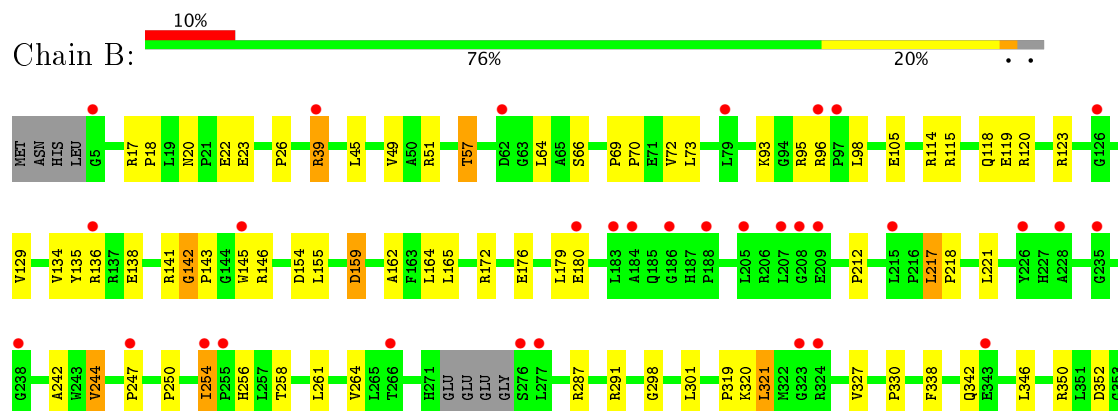 10%
Chain B:
76% 20% • •
MET ASN HIS LEU G5 R17 P18 L19 N20 P21 E22 E23 P26 R39 L45 V49 A50 R51 T57 D62 G63 L64 A65 S66 P69 P70 E71 V72 L73 L79 K93 G94 R95 R96 P97 L98 E105 R114 R115 Q118 E119 R120 R123 G126
V129 V134 Y135 R136 R137 E138 R141 G142 P143 G144 W145 R146 D154 L155 D159 A162 F163 L164 L165 R172 E176 L179 E180 L183 A184 Q185 G186 H187 P188 L205 R206 L207 G208 E209 P212 L215 P216 L217 P218 L221 Y226 H227 A228 G235
G238 A242 W243 V244 P247 P250 I254 P255 H256 L257 T258 L261 V264 L265 T266 H271 GLU GLU GLU GLY S276 L277 R287 R291 G298 L301 P319 K320 L321 M322 G323 R324 V327 P330 F338 Q342 E343 L346 R350 L351 D352